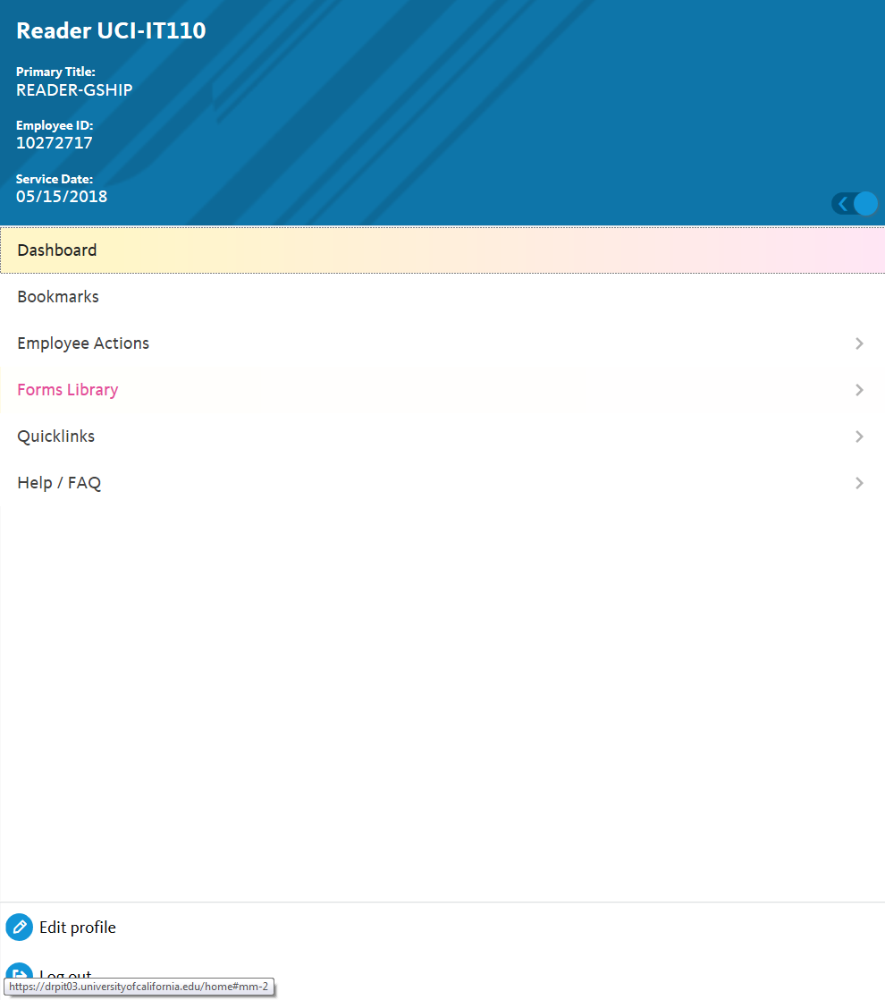 Reader UCI-IT110
Primary Title:
READER-GSHIP
Employee ID:
10272717
Service Date:
05/15/2018
Dashboard
Bookmarks
Employee Actions
Forms Library
Quicklinks
Help / FAQ
Edit profile
Log out
https://drpit03.universityofcalifornia.edu/home#mm-2